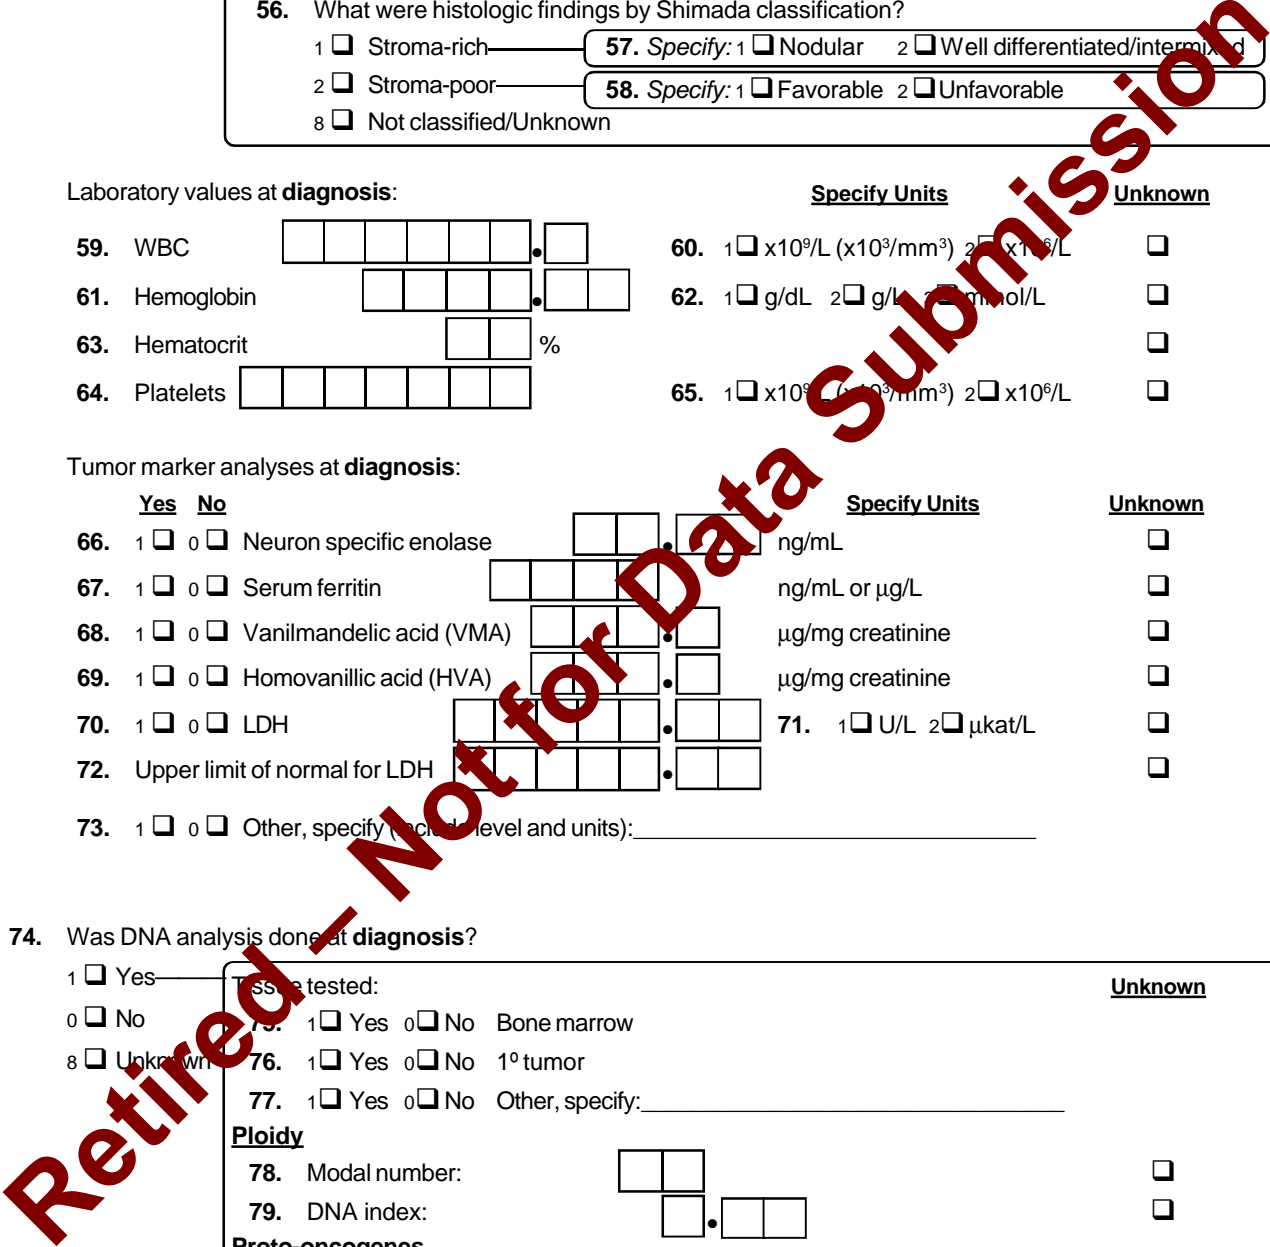 56. What were histologic findings by Shimada classification?
1 ❑ Stroma-rich 57. Specify: 1 ❑ Nodular 2 ❑ Well differentiated/intermixed
2 ❑ Stroma-poor 58. Specify: 1 ❑ Favorable 2 ❑ Unfavorable
8 ❑ Not classified/Unknown
Laboratory values at diagnosis: Specify Units Unknown
59. WBC . 60. 1 ❑ x10⁹/L (x10³/mm³) 2 ❑ x10⁶/L ❑
61. Hemoglobin . 62. 1 ❑ g/dL 2 ❑ g/L 3 ❑ mmol/L ❑
63. Hematocrit % ❑
64. Platelets 65. 1 ❑ x10⁹/L (x10³/mm³) 2 ❑ x10⁶/L ❑
Tumor marker analyses at diagnosis:
Yes No Specify Units Unknown
66. 1 ❑ 0 ❑ Neuron specific enolase . ng/mL ❑
67. 1 ❑ 0 ❑ Serum ferritin ng/mL or µg/L ❑
68. 1 ❑ 0 ❑ Vanilmandelic acid (VMA) . µg/mg creatinine ❑
69. 1 ❑ 0 ❑ Homovanillic acid (HVA) . µg/mg creatinine ❑
70. 1 ❑ 0 ❑ LDH . 71. 1 ❑ U/L 2 ❑ µkat/L ❑
72. Upper limit of normal for LDH . ❑
73. 1 ❑ 0 ❑ Other, specify (include level and units):
74. Was DNA analysis done at diagnosis?
1 ❑ Yes Tissue tested: Unknown
0 ❑ No 75. 1 ❑ Yes 0 ❑ No Bone marrow
8 ❑ Unknown 76. 1 ❑ Yes 0 ❑ No 1º tumor
77. 1 ❑ Yes 0 ❑ No Other, specify:
Ploidy
78. Modal number: ❑
79. DNA index: . ❑
Proto-oncogenes
Retired – Not for Data Submission